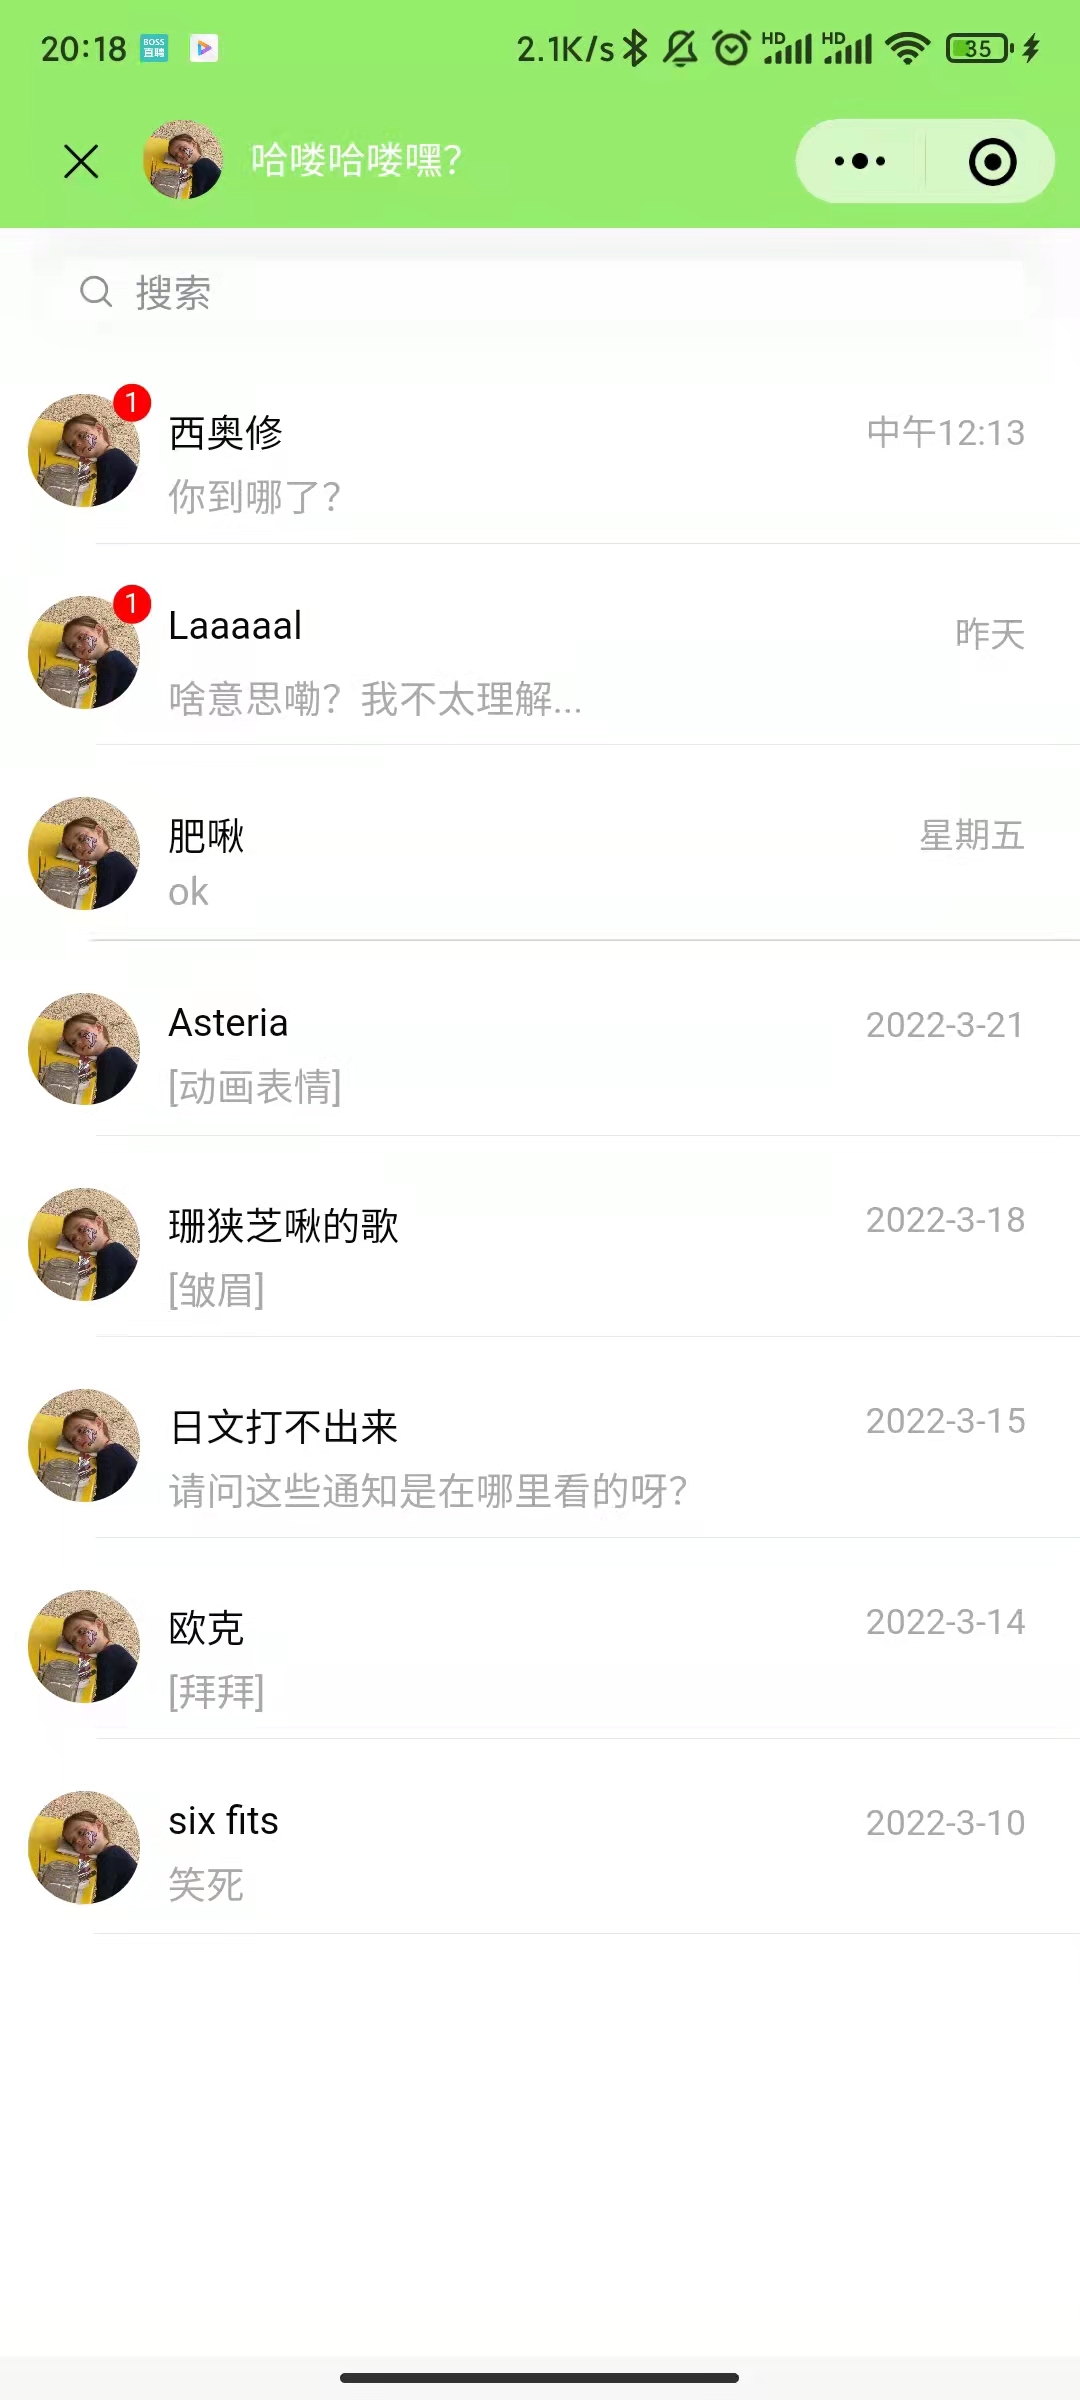 20:18 BOSS 直聘 2.1K/s HD HD 35
哈喽哈喽嘿?
搜索
1
西奥修 中午12:13
你到哪了?
1
Laaaaal 昨天
啥意思嘞? 我不太理解...
肥啾 星期五
ok
Asteria 2022-3-21
[动画表情]
珊狭芝啾的歌 2022-3-18
[皱眉]
日文打不出来 2022-3-15
请问这些通知是在哪里看的呀?
欧克 2022-3-14
[拜拜]
six fits 2022-3-10
笑死